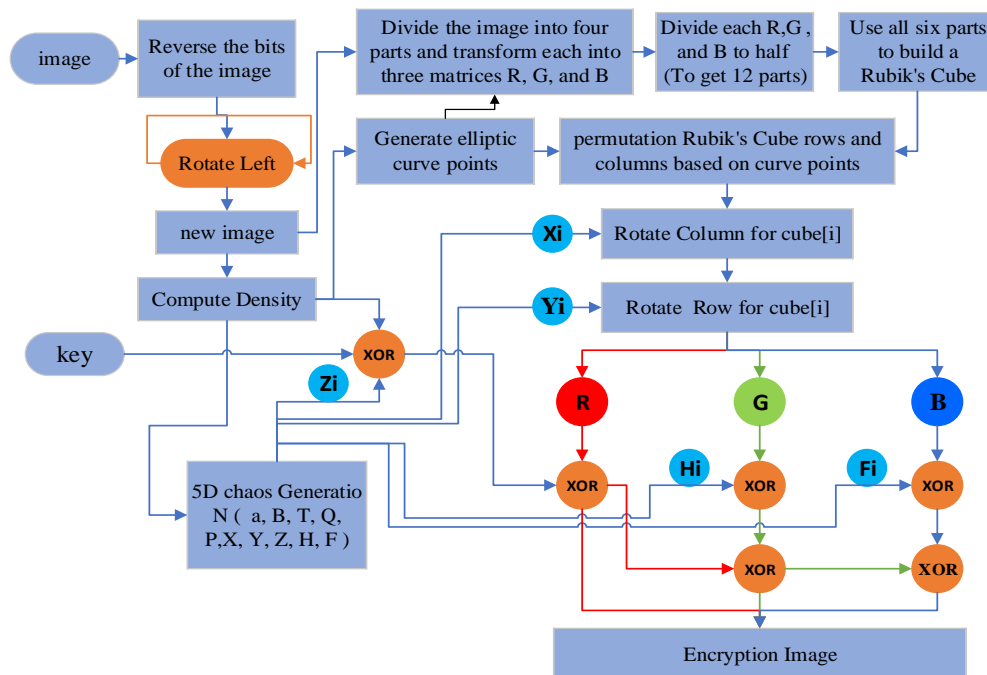 image
Reverse the bits
of the image
Divide the image into four
parts and transform each into
three matrices R, G, and B
Divide each R,G ,
and B to half
(To get 12 parts)
Use all six parts
to build a
Rubik's Cube
Rotate Left
Generate elliptic
curve points
permutation Rubik's Cube rows and
columns based on curve points
new image
Xi
Rotate Column for cube[i]
Compute Density
Yi
Rotate Row for cube[i]
key
XOR
Zi
R
G
B
5D chaos Generatio
N ( a, B, T, Q,
P,X, Y, Z, H, F )
XOR
Hi
XOR
Fi
XOR
XOR
XOR
Encryption Image